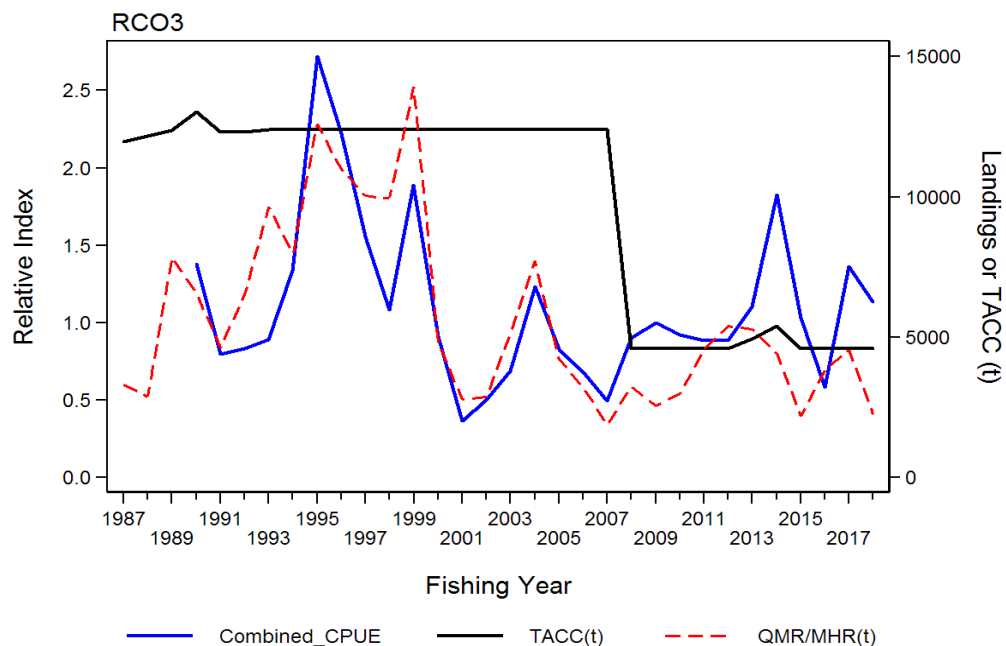 RCO3
Relative Index
2.5
2.0
1.5
1.0
0.5
0.0
15000
10000
5000
0
Landings or TACC (t)
1987 1991 1995 1999 2003 2007 2011 2015
1989 1993 1997 2001 2005 2009 2013 2017
Fishing Year
Combined_CPUE TACC(t) QMR/MHR(t)